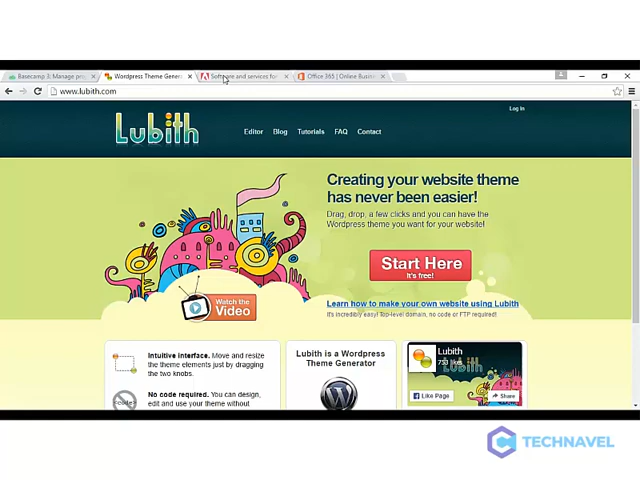 Basecamp 3: Manage proj
Wordpress Theme Gener
Software and services for
Office 365 | Online Busine
www.lubith.com
Log In
Lubith
Editor
Blog
Tutorials
FAQ
Contact
Creating your website theme
has never been easier!
Drag, drop, a few clicks and you can have the
Wordpress theme you want for your website!
Start Here
It's free!
Watch the
Video
Learn how to make your own website using Lubith
It's incredibly easy! Top-level domain, no code or FTP required!
Intuitive interface. Move and resize
the theme elements just by dragging
the two knobs.
No code required. You can design,
edit and use your theme without
Lubith is a Wordpress
Theme Generator
Lubith
Like Page
Share
TECHNAVEL